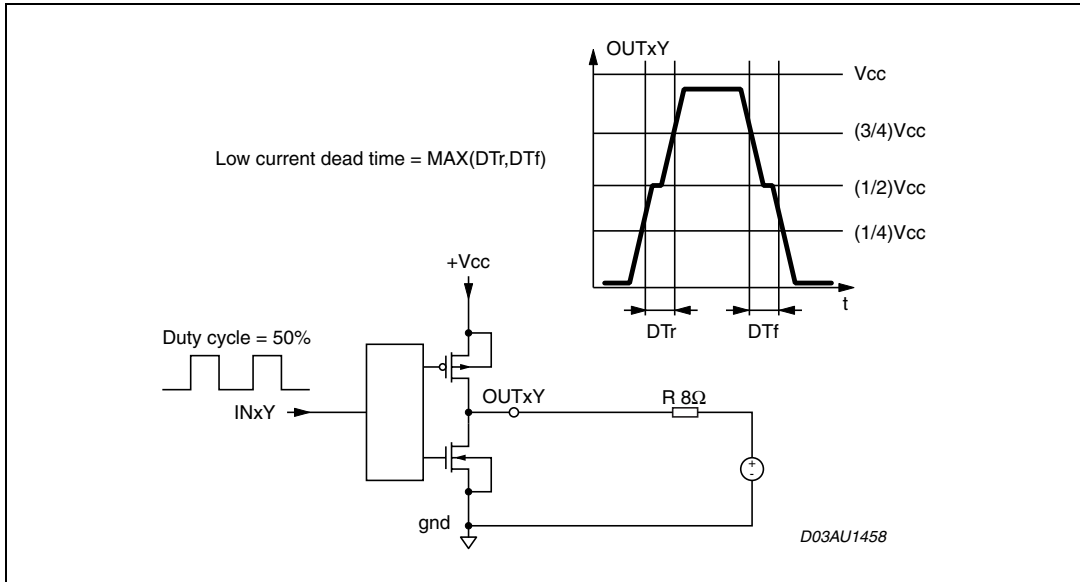 OUTxY
Vcc
(3/4)Vcc
Low current dead time = MAX(DTr,DTf)
(1/2)Vcc
(1/4)Vcc
+Vcc
t
DTr
DTf
Duty cycle = 50%
OUTxY
R 8Ω
INxY
+
-
gnd
D03AU1458